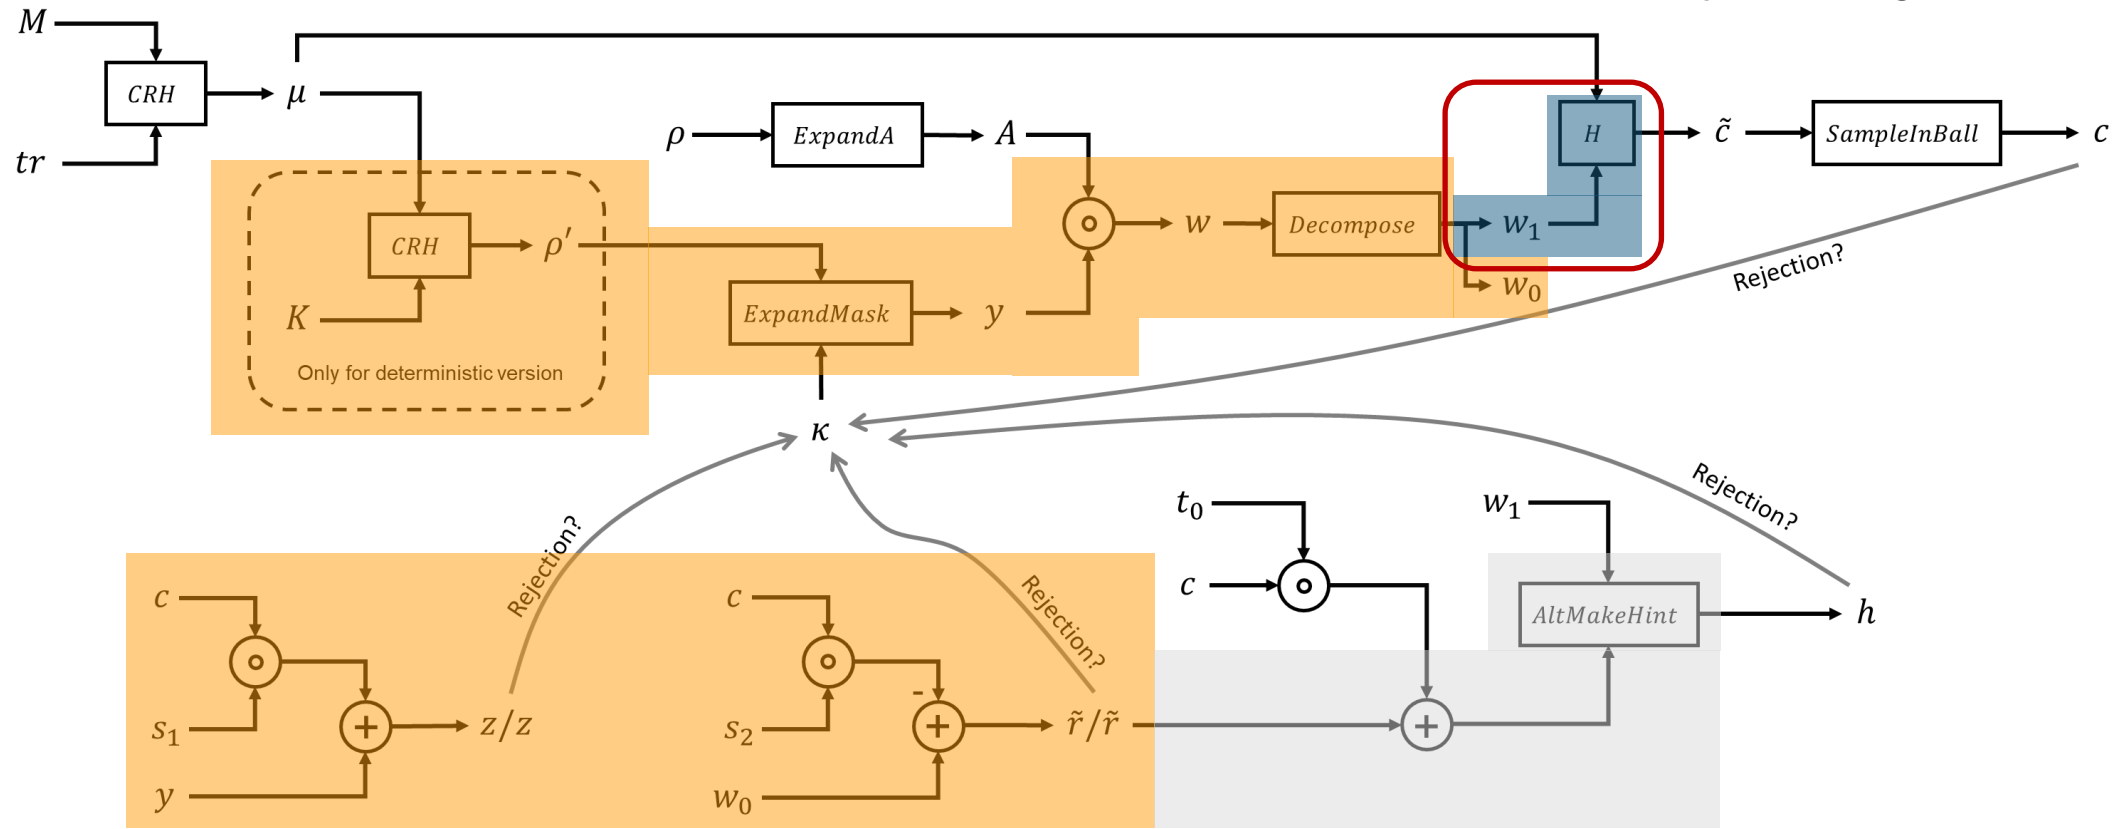 M
CRH
μ
tr
ρ
ExpandA
A
H
c̃
SampleInBall
c
CRH
ρ′
K
Only for deterministic version
ExpandMask
y
w
Decompose
w₁
w₀
Rejection?
κ
Rejection?
Rejection?
Rejection?
c
s₁
y
+
z/z
c
s₂
w₀
-
+
r̃/r̃
t₀
c
+
w₁
AltMakeHint
h